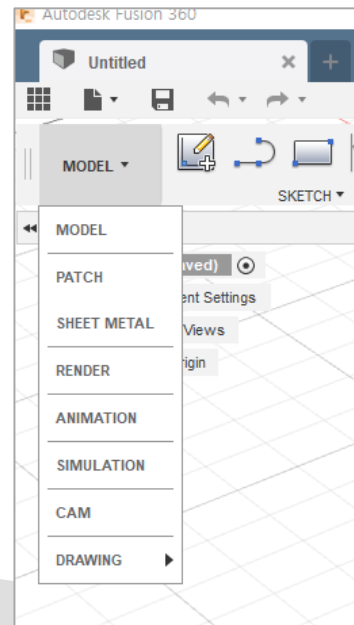 Autodesk Fusion 360
Untitled
MODEL
SKETCH
MODEL
aved)
PATCH
ent Settings
SHEET METAL
Views
rigin
RENDER
ANIMATION
SIMULATION
CAM
DRAWING